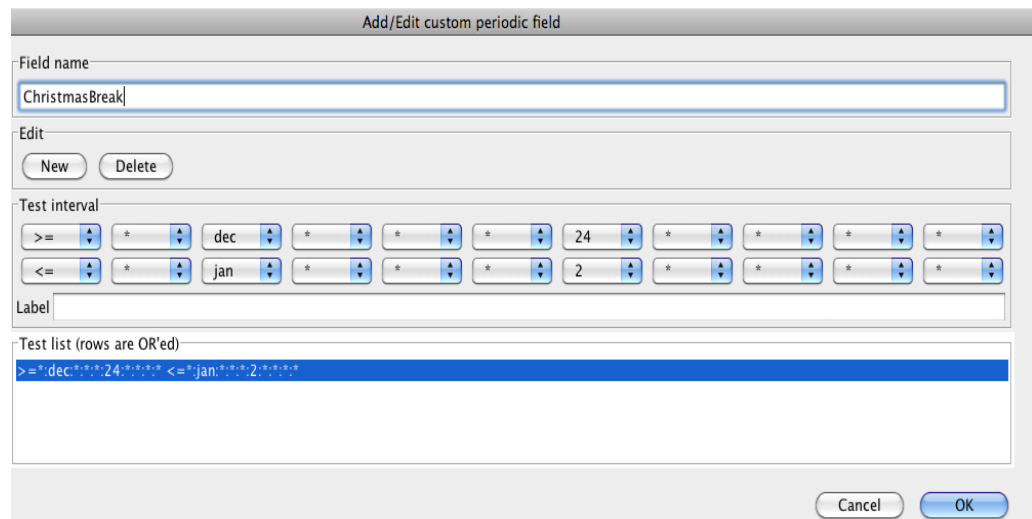 Add/Edit custom periodic field
Field name
ChristmasBreak
Edit
New Delete
Test interval
>= * dec * * * 24 * * * *
<= * jan * * * 2 * * * *
Label
Test list (rows are OR'ed)
>=*:dec:*:*:*:24:*:*:*:* <=*:jan:*:*:*:2:*:*:*:*
Cancel OK